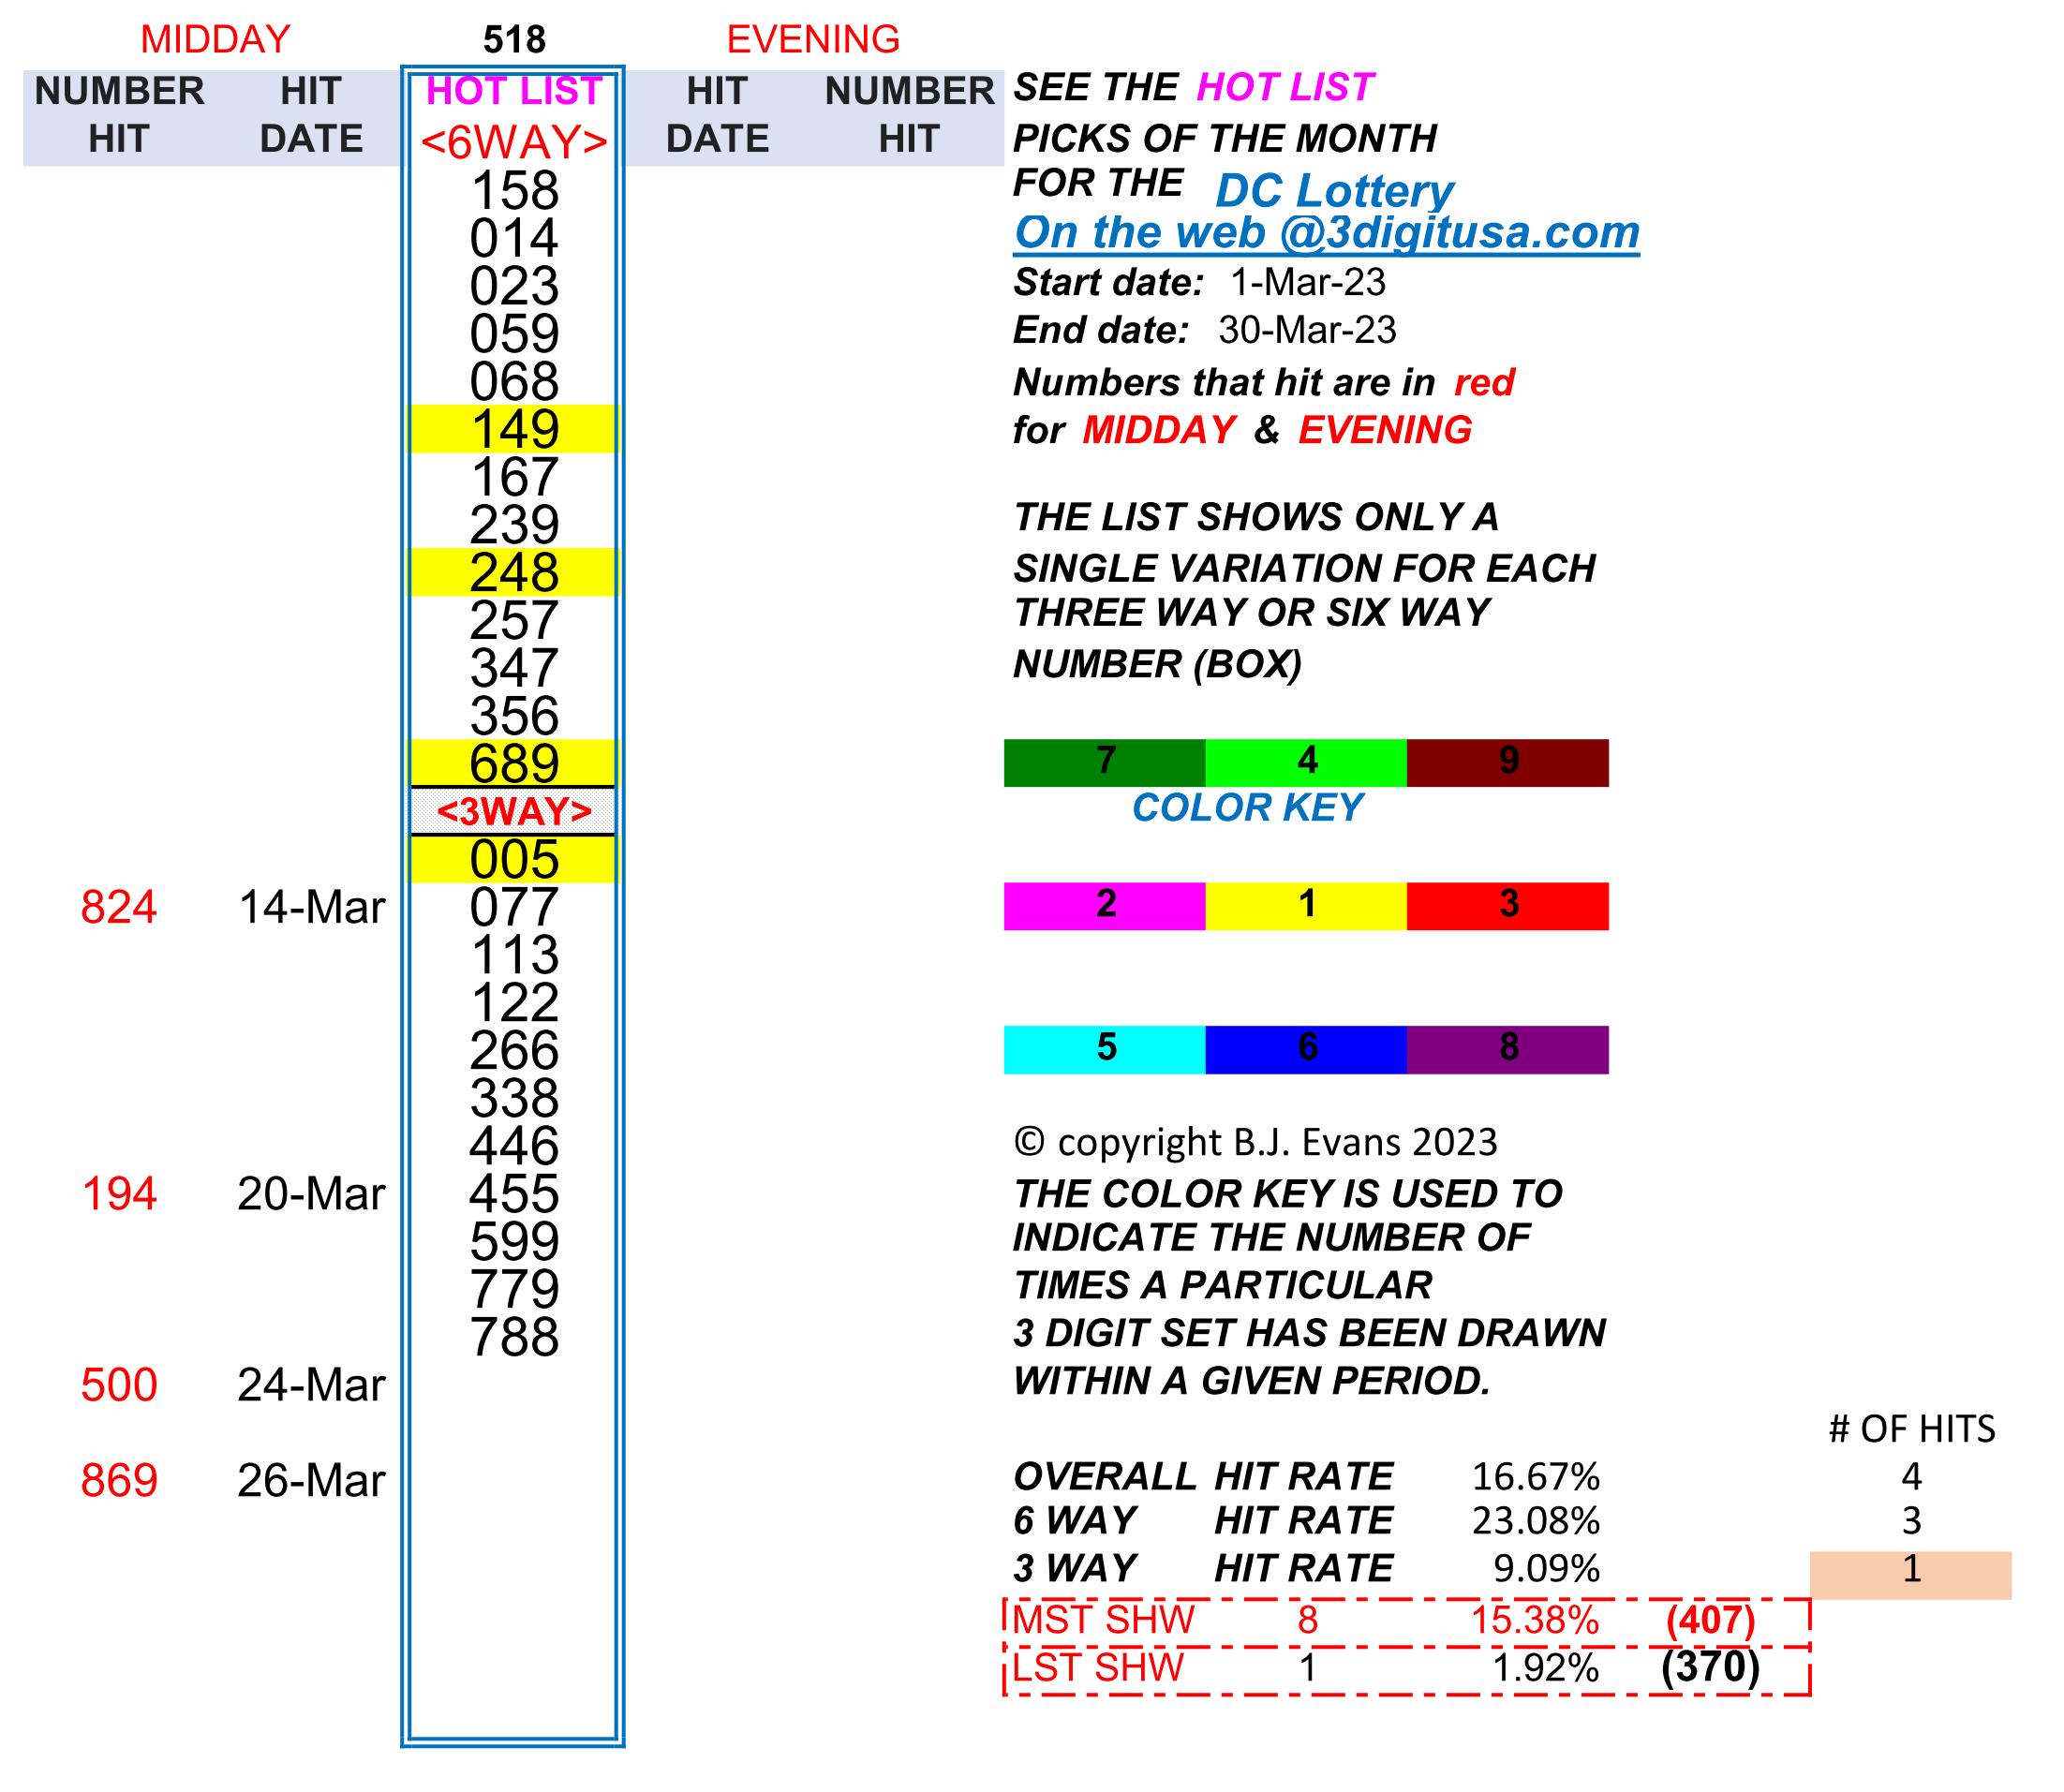 MIDDAY 518 EVENING
NUMBER HIT HOT LIST HIT NUMBER
HIT DATE <6WAY> DATE HIT
158
014
023
059
068
149
167
239
248
257
347
356
689
<3WAY>
005
824 14-Mar 077
113
122
266
338
446
194 20-Mar 455
599
779
788
500 24-Mar
869 26-Mar
SEE THE HOT LIST
PICKS OF THE MONTH
FOR THE DC Lottery
On the web @3digitusa.com
Start date: 1-Mar-23
End date: 30-Mar-23
Numbers that hit are in red
for MIDDAY & EVENING
THE LIST SHOWS ONLY A
SINGLE VARIATION FOR EACH
THREE WAY OR SIX WAY
NUMBER (BOX)
7 4 9
COLOR KEY
2 1 3
5 6 8
© copyright B.J. Evans 2023
THE COLOR KEY IS USED TO
INDICATE THE NUMBER OF
TIMES A PARTICULAR
3 DIGIT SET HAS BEEN DRAWN
WITHIN A GIVEN PERIOD.
# OF HITS
OVERALL HIT RATE 16.67% 4
6 WAY HIT RATE 23.08% 3
3 WAY HIT RATE 9.09% 1
MST SHW 8 15.38% (407)
LST SHW 1 1.92% (370)